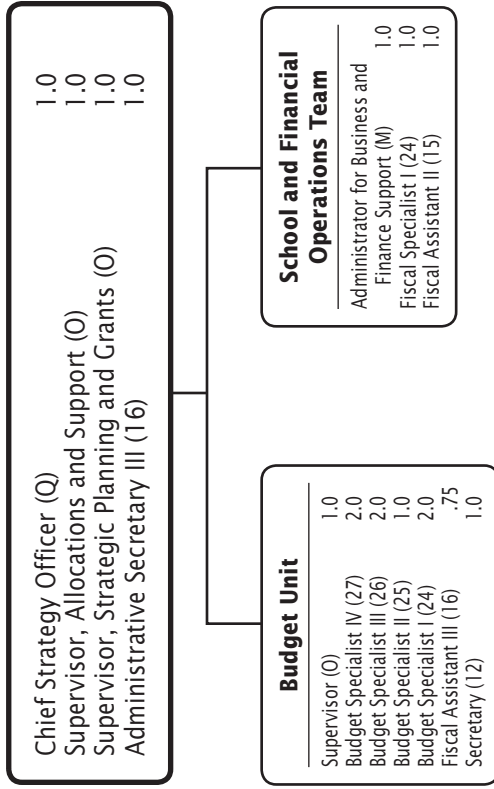 Chief Strategy Officer (Q) 1.0
Supervisor, Allocations and Support (O) 1.0
Supervisor, Strategic Planning and Grants (O) 1.0
Administrative Secretary III (16) 1.0
Budget Unit
Supervisor (O) 1.0
Budget Specialist IV (27) 2.0
Budget Specialist III (26) 2.0
Budget Specialist II (25) 1.0
Budget Specialist I (24) 2.0
Fiscal Assistant III (16) .75
Secretary (12) 1.0
School and Financial
Operations Team
Administrator for Business and
Finance Support (M) 1.0
Fiscal Specialist I (24) 1.0
Fiscal Assistant II (15) 1.0